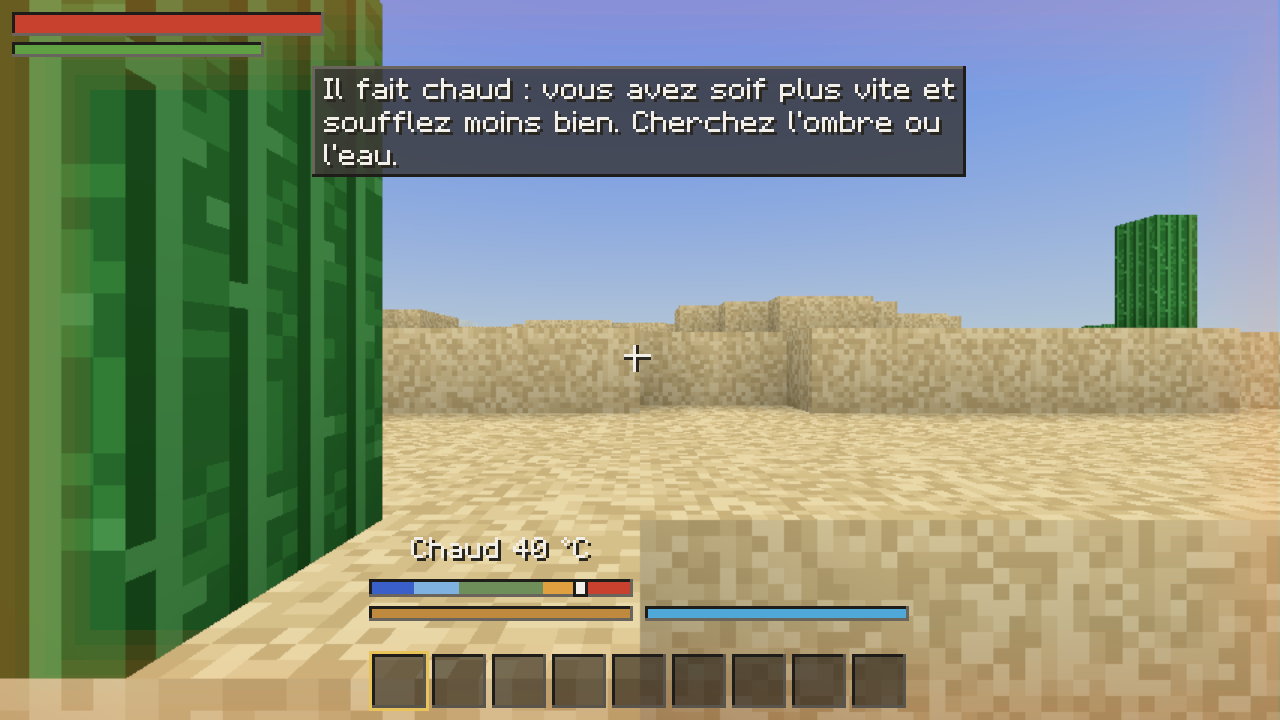 Il fait chaud : vous avez soif plus vite et
soufflez moins bien. Cherchez l'ombre ou
l'eau.
Chaud 40 °C